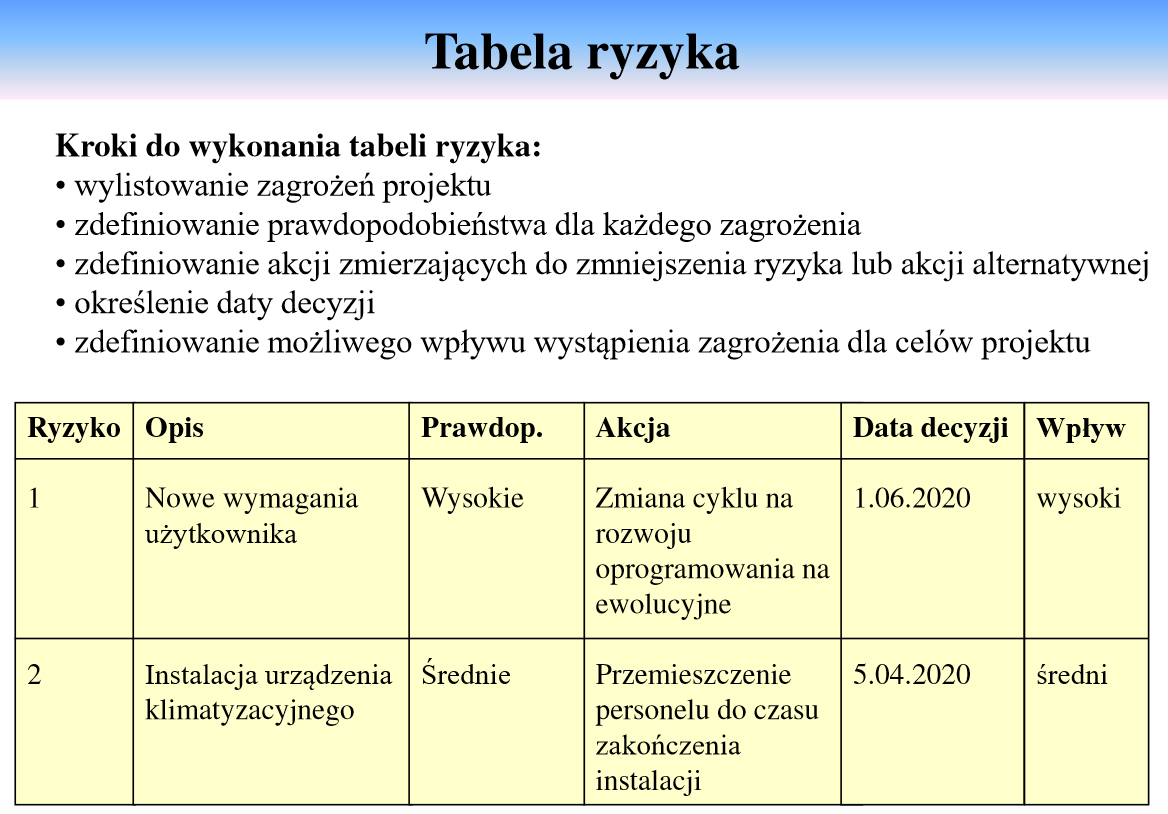 Tabela ryzyka
Kroki do wykonania tabeli ryzyka:
• wylistowanie zagrożeń projektu
• zdefiniowanie prawdopodobieństwa dla każdego zagrożenia
• zdefiniowanie akcji zmierzających do zmniejszenia ryzyka lub akcji alternatywnej
• określenie daty decyzji
• zdefiniowanie możliwego wpływu wystąpienia zagrożenia dla celów projektu
Ryzyko Opis Prawdop. Akcja Data decyzji Wpływ
1 Nowe wymagania Wysokie Zmiana cyklu na 1.06.2020 wysoki
użytkownika rozwoju
oprogramowania na
ewolucyjne
2 Instalacja urządzenia Średnie Przemieszczenie 5.04.2020 średni
klimatyzacyjnego personelu do czasu
zakończenia
instalacji